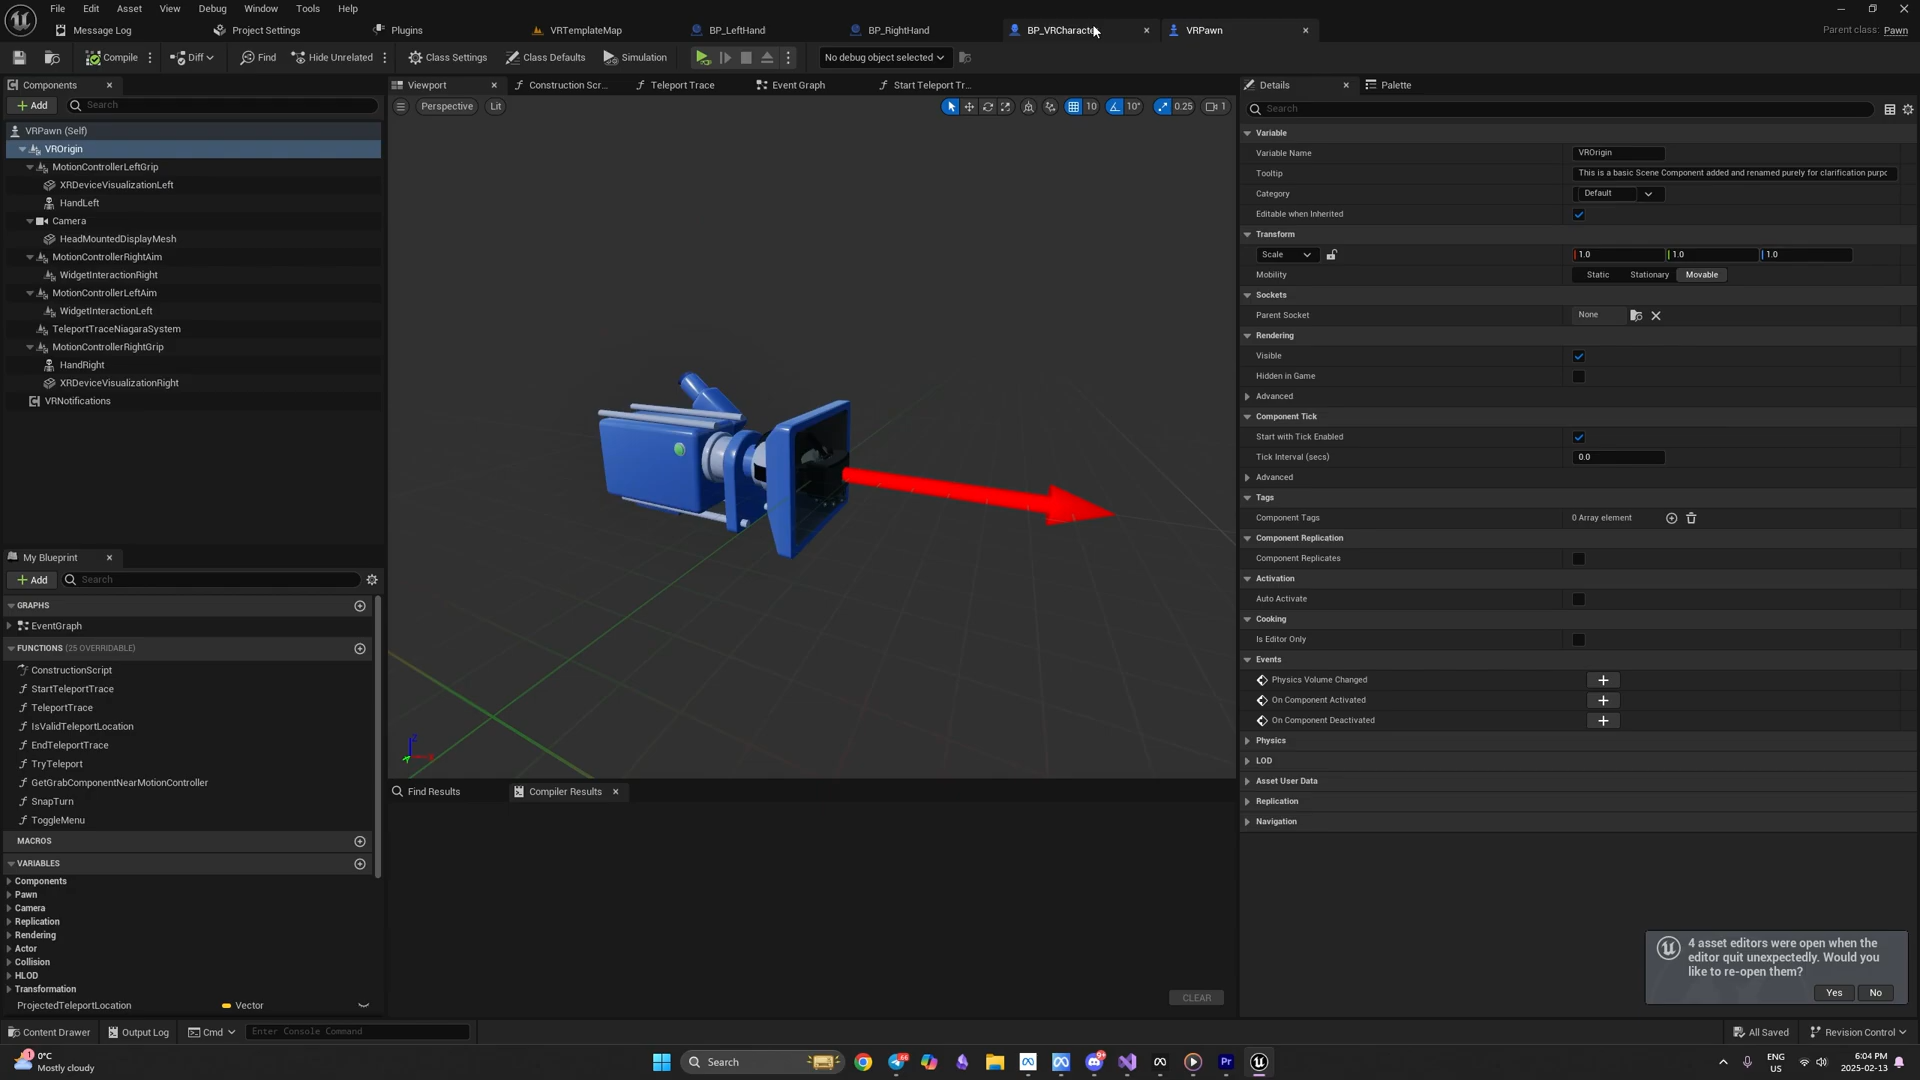 File Edit Asset View Debug Window Tools Help
Message Log Project Settings Plugins VRTemplateMap BP_LeftHand BP_RightHand BP_VRCharacte VRPawn Parent class: Pawn
Compile Diff Find Hide Unrelated Class Settings Class Defaults Simulation No debug object selected
Components
Add Search
VRPawn (Self)
VROrigin
MotionControllerLeftGrip
XRDeviceVisualizationLeft
HandLeft
Camera
HeadMountedDisplayMesh
MotionControllerRightAim
WidgetInteractionRight
MotionControllerLeftAim
WidgetInteractionLeft
TeleportTraceNiagaraSystem
MotionControllerRightGrip
HandRight
XRDeviceVisualizationRight
VRNotifications
My Blueprint
Add Search
GRAPHS
EventGraph
FUNCTIONS (25 OVERRIDABLE)
ConstructionScript
StartTeleportTrace
TeleportTrace
IsValidTeleportLocation
EndTeleportTrace
TryTeleport
GetGrabComponentNearMotionController
SnapTurn
ToggleMenu
MACROS
VARIABLES
Components
Pawn
Camera
Replication
Rendering
Actor
Collision
HLOD
Transformation
ProjectedTeleportLocation Vector
Viewport Construction Scr... Teleport Trace Event Graph Start Teleport Tr...
Perspective Lit 10 10° 0.25 1
Z
Find Results Compiler Results
CLEAR
Details Palette
Search
Variable
Variable Name VROrigin
Tooltip This is a basic Scene Component added and renamed purely for clarification purpc
Category Default
Editable when Inherited
Transform
Scale 1.0 1.0 1.0
Mobility Static Stationary Movable
Sockets
Parent Socket None
Rendering
Visible
Hidden in Game
Advanced
Component Tick
Start with Tick Enabled
Tick Interval (secs) 0.0
Advanced
Tags
Component Tags 0 Array element
Component Replication
Component Replicates
Activation
Auto Activate
Cooking
Is Editor Only
Events
Physics Volume Changed
On Component Activated
On Component Deactivated
Physics
LOD
Asset User Data
Replication
Navigation
4 asset editors were open when the
editor quit unexpectedly. Would you
like to re-open them?
Yes No
Content Drawer Output Log Cmd Enter Console Command All Saved Revision Control
0°C
Mostly cloudy
Search
ENG
US
6:04 PM
2025-02-13